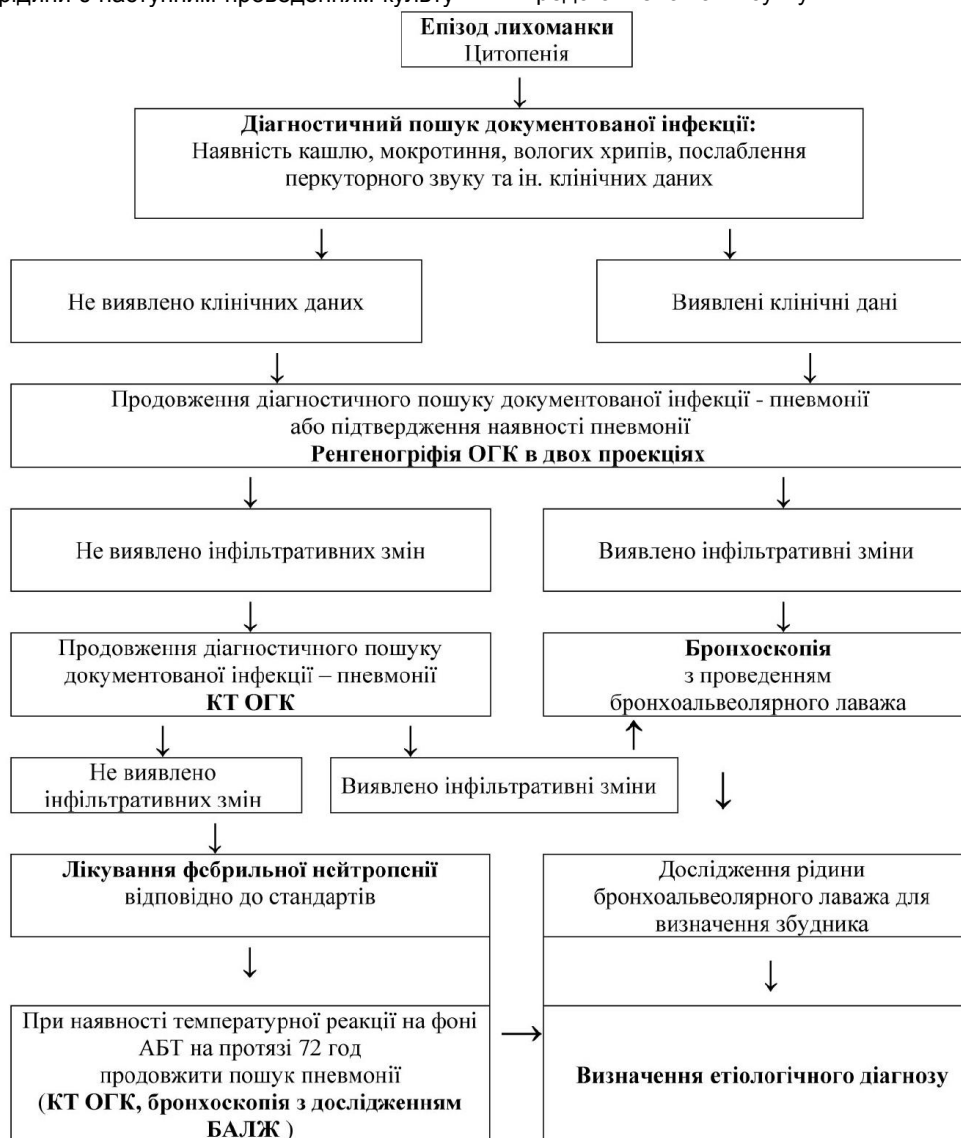 рідини з наступним проведенням культу
Епізод лихоманки
Цитопенія
Діагностичний пошук документованої інфекції:
Наявність кашлю, мокротиння, вологих хрипів, послаблення
перкуторного звуку та ін. клінічних даних
Не виявлено клінічних даних
Виявлені клінічні дані
Продовження діагностичного пошуку документованої інфекції - пневмонії
або підтвердження наявності пневмонії
Ренгеногріфія ОГК в двох проекціях
Не виявлено інфільтративних змін
Виявлено інфільтративні зміни
Продовження діагностичного пошуку
документованої інфекції – пневмонії
КТ ОГК
Бронхоскопія
з проведенням
бронхоальвеолярного лаважа
Не виявлено
інфільтративних змін
Виявлено інфільтративні зміни
Лікування фебрильної нейтропенії
відповідно до стандартів
Дослідження рідини
бронхоальвеолярного лаважа для
визначення збудника
При наявності температурної реакції на фоні
АБТ на протязі 72 год
продовжити пошук пневмонії
(КТ ОГК, бронхоскопія з дослідженням
БАЛЖ )
Визначення етіологічного діагнозу